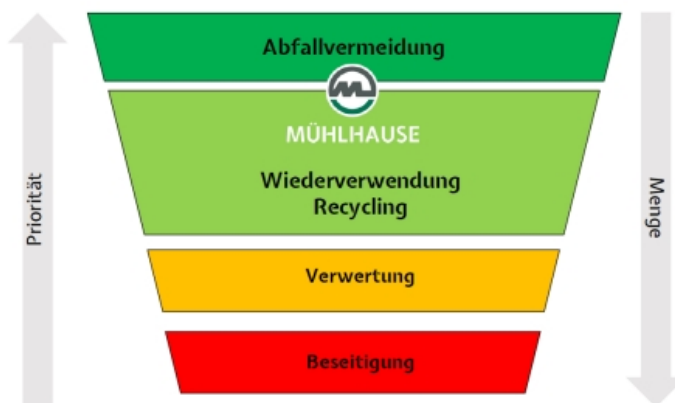 Abfallvermeidung
MÜHLHAUSE
Wiederverwendung
Recycling
Verwertung
Beseitigung
Priorität
Menge